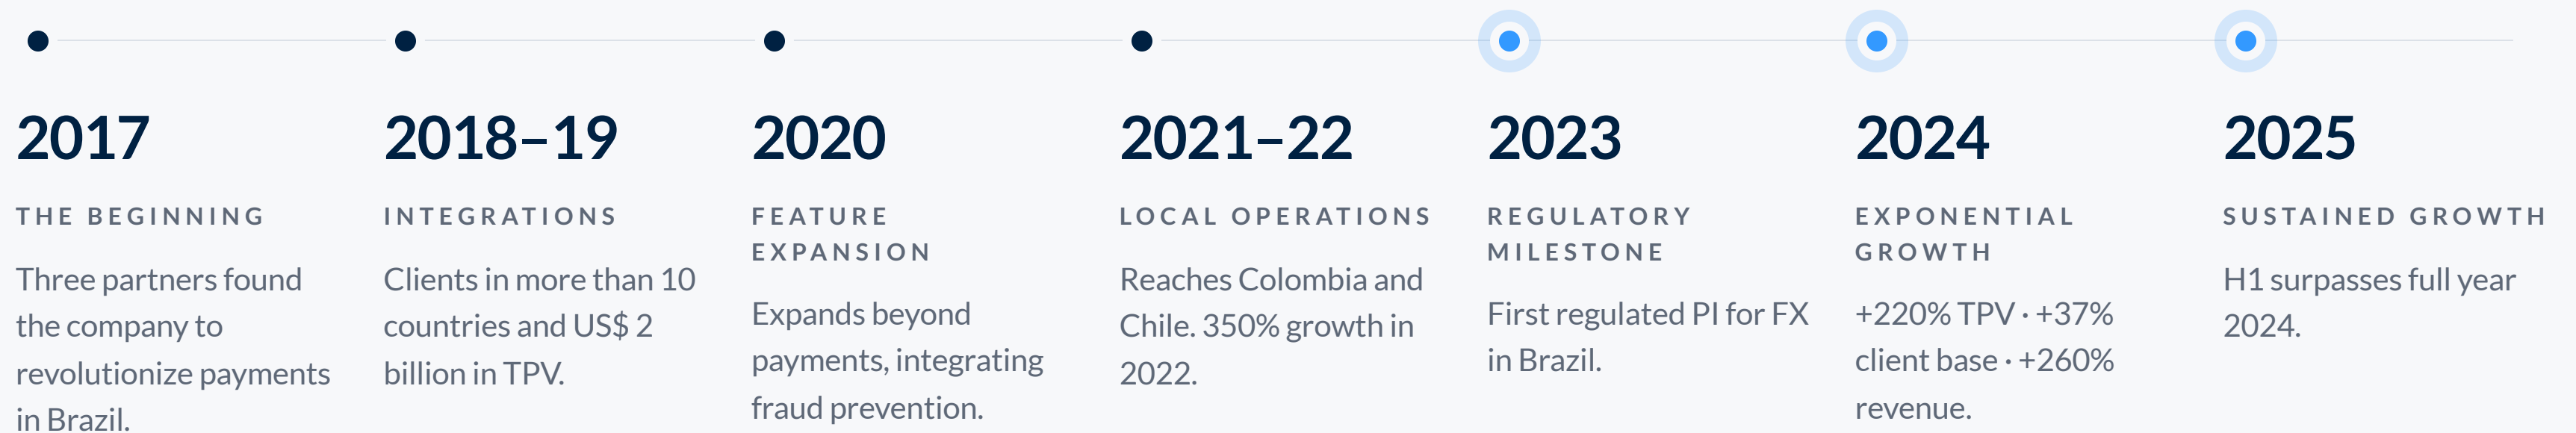 2017
THE BEGINNING
Three partners found
the company to
revolutionize payments
in Brazil.
2018–19
INTEGRATIONS
Clients in more than 10
countries and US$ 2
billion in TPV.
2020
FEATURE
EXPANSION
Expands beyond
payments, integrating
fraud prevention.
2021–22
LOCAL OPERATIONS
Reaches Colombia and
Chile. 350% growth in
2022.
2023
REGULATORY
MILESTONE
First regulated PI for FX
in Brazil.
2024
EXPONENTIAL
GROWTH
+220% TPV · +37%
client base · +260%
revenue.
2025
SUSTAINED GROWTH
H1 surpasses full year
2024.